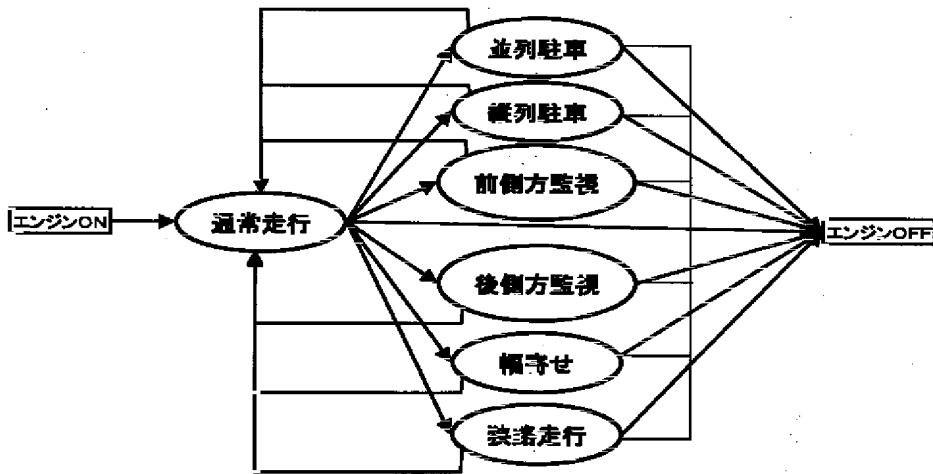 並列駐車
縦列駐車
前側方監視
エンジンON
通常走行
エンジンOFF
後側方監視
幅寄せ
狭路走行